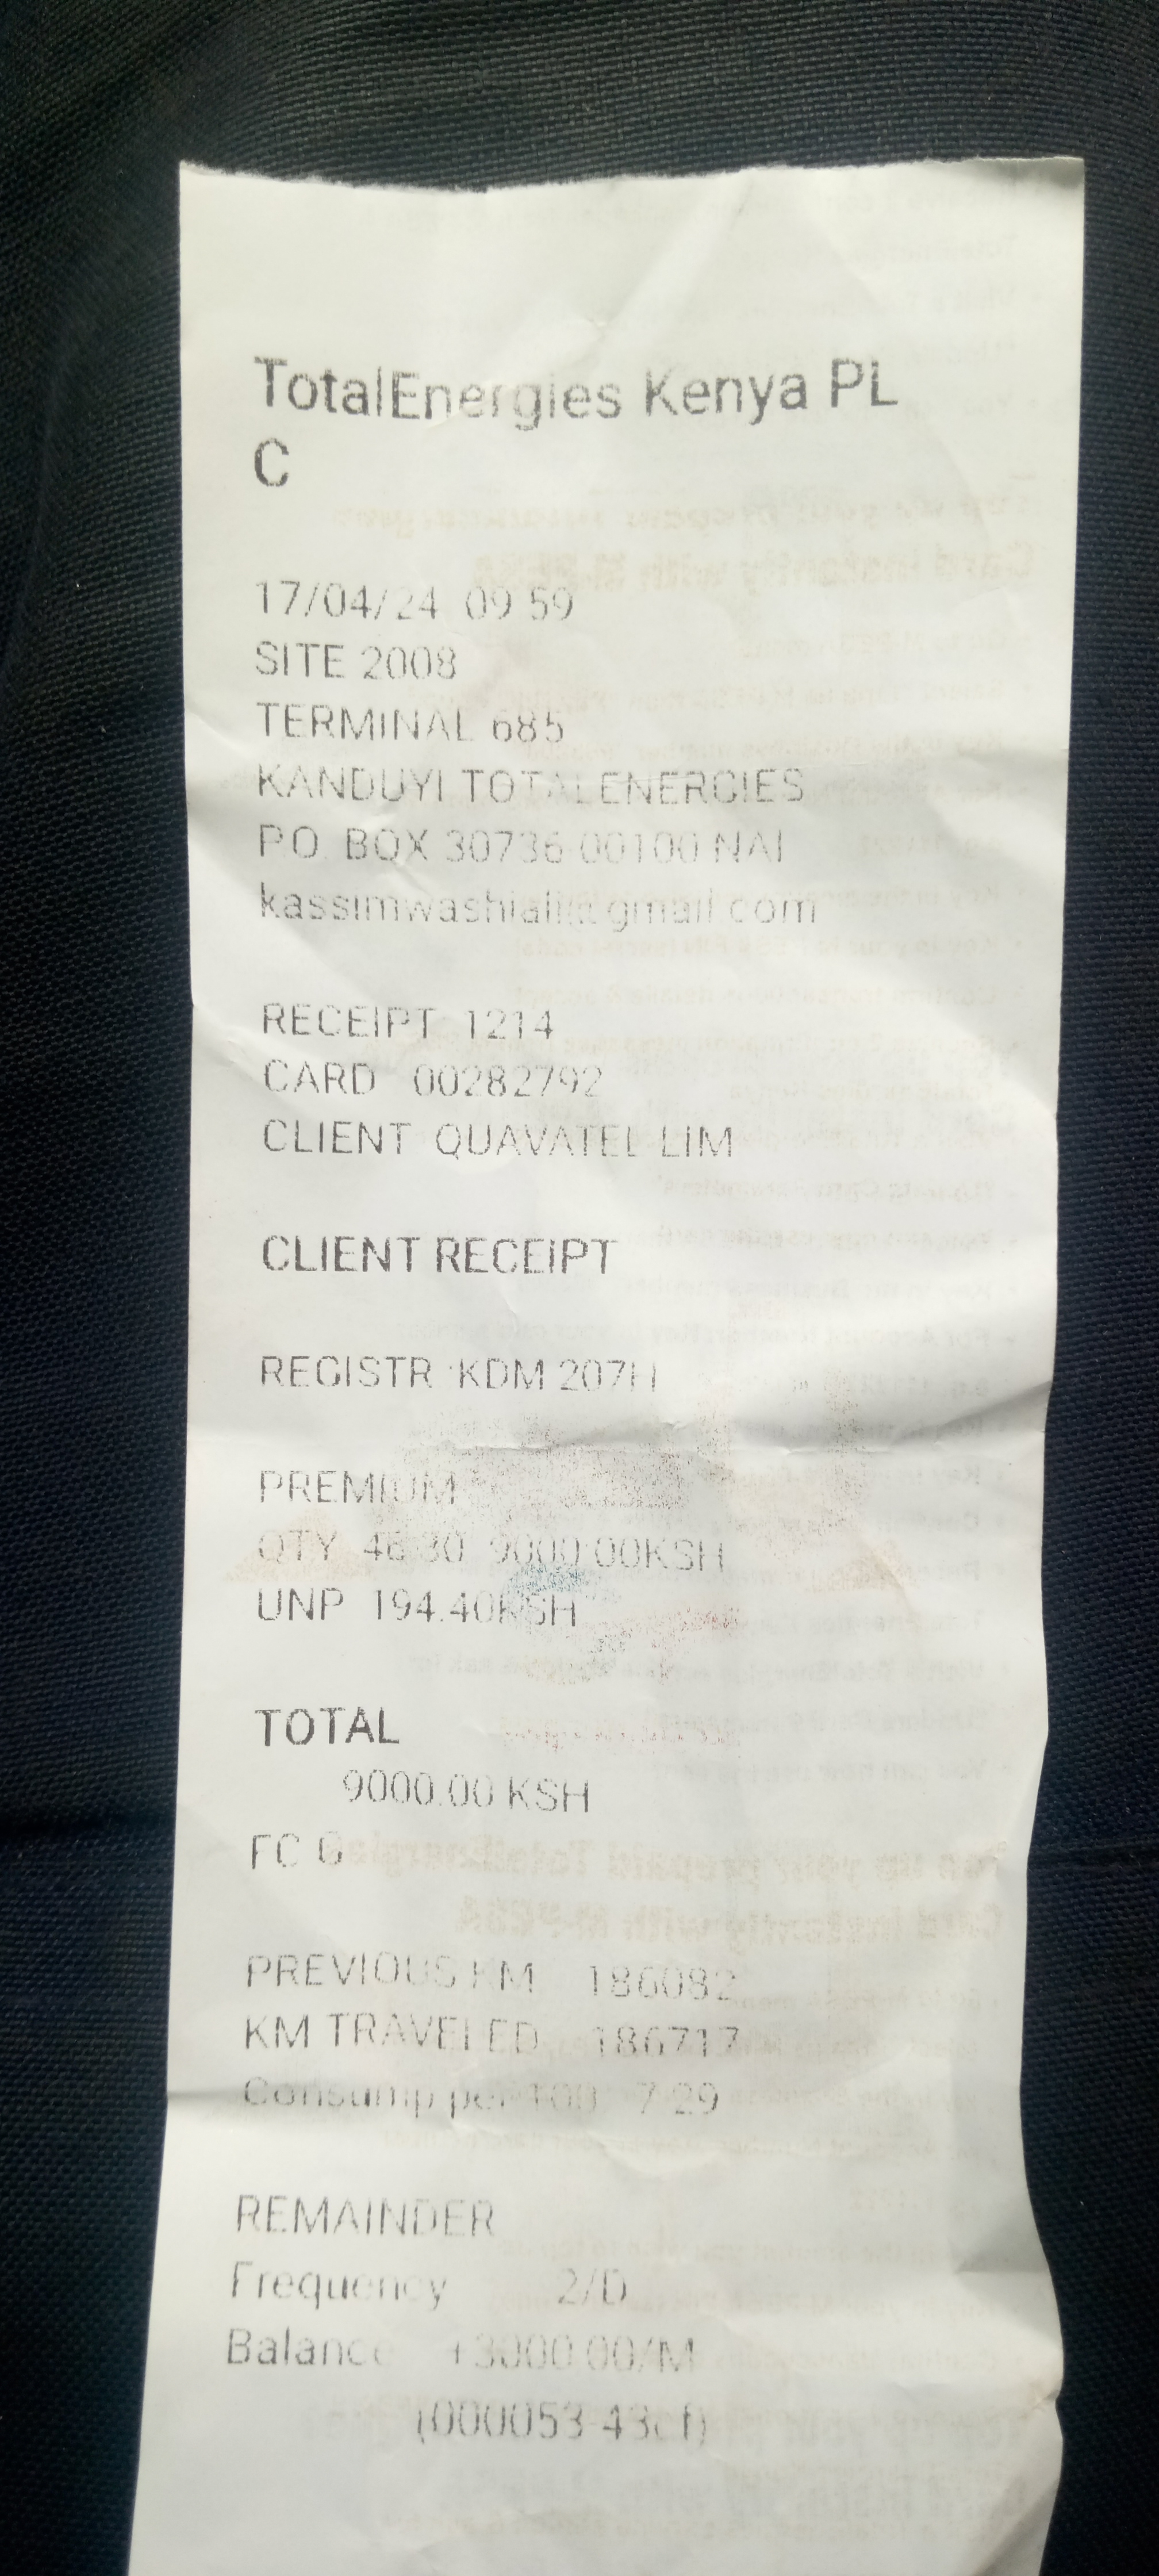 TotalEnergies Kenya PL
C
17/04/24 09 59
SITE 2008
TERMINAL 685
KANDUYI TOTALENERGIES
P.O. BOX 30736-00100 NAI
kassimwashiali@gmail.com
RECEIPT 1214
CARD 00282792
CLIENT QUAVATEL LIM
CLIENT RECEIPT
REGISTR :KDM 207H
PREMIUM
QTY 46.30 9000.00KSH
UNP 194.40KSH
TOTAL
9000.00 KSH
FC 6
PREVIOUS KM 186082
KM TRAVELED 186717
Consump per 100 7.29
REMAINDER
Frequency 2/D
Balance +3000.00/M
(000053-43cf)